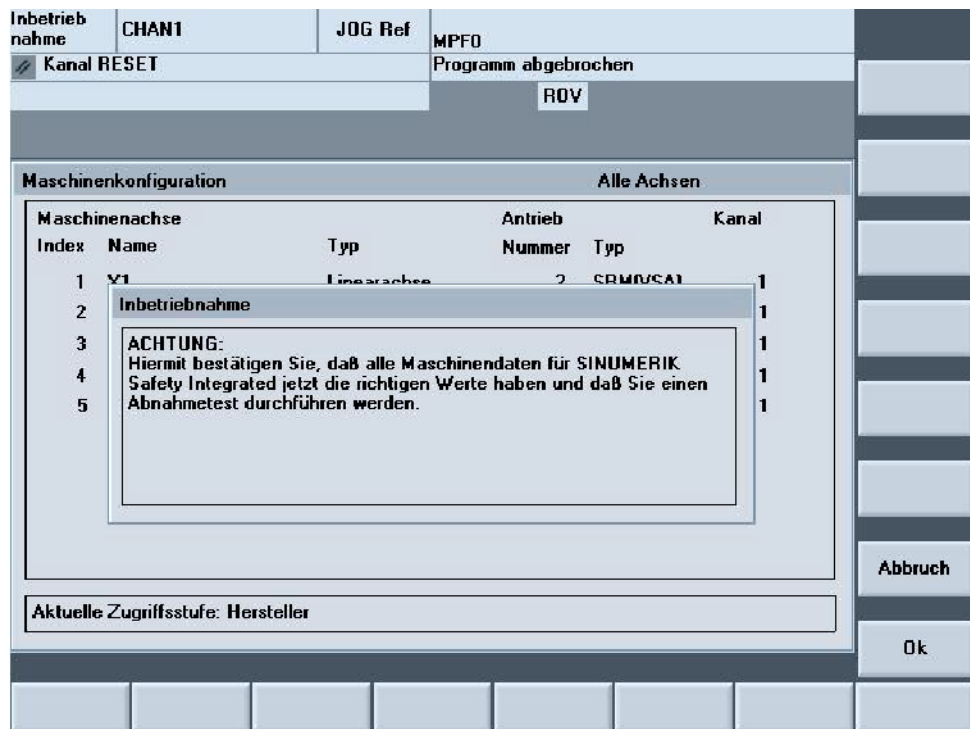 Inbetrieb
nahme
CHAN1
JOG Ref
MPF0
Kanal RESET
Programm abgebrochen
ROV
Maschinenkonfiguration
Alle Achsen
Maschinenachse Antrieb Kanal
Index Name Typ Nummer Typ
1 X1 Linearachse 2 SRM(VSA) 1
2 1
3 1
4 1
5 1
Inbetriebnahme
ACHTUNG:
Hiermit bestätigen Sie, daß alle Maschinendaten für SINUMERIK
Safety Integrated jetzt die richtigen Werte haben und daß Sie einen
Abnahmetest durchführen werden.
Aktuelle Zugriffsstufe: Hersteller
Abbruch
Ok